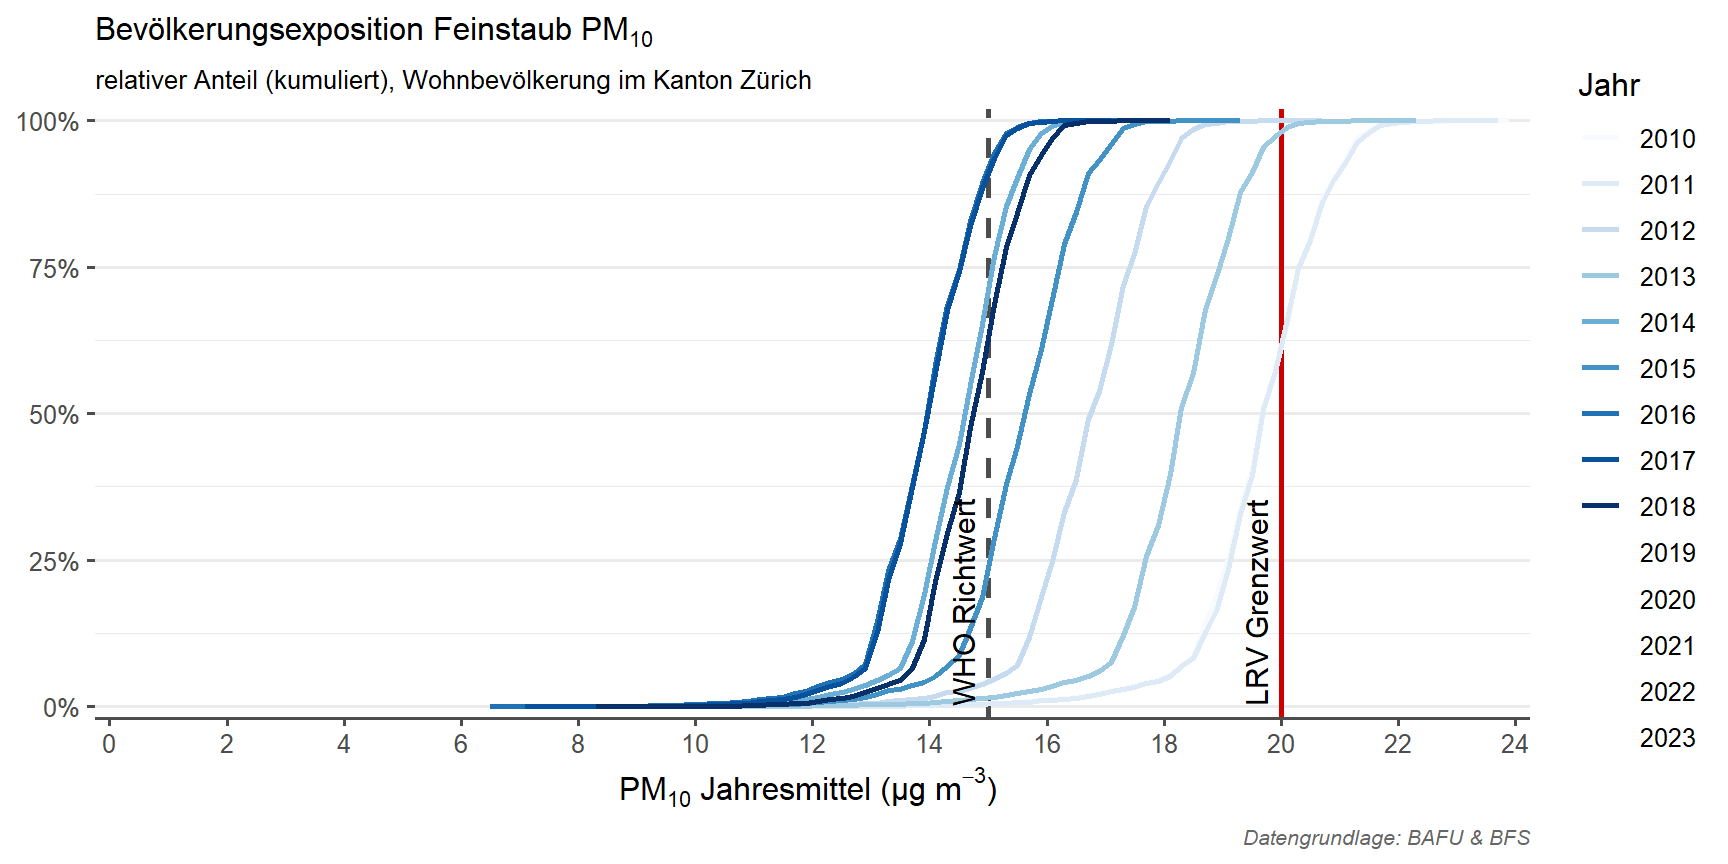 Bevölkerungsexposition Feinstaub PM₁₀
relativer Anteil (kumuliert), Wohnbevölkerung im Kanton Zürich
100%
75%
50%
25%
0%
WHO Richtwert
LRV Grenzwert
0 2 4 6 8 10 12 14 16 18 20 22 24
PM₁₀ Jahresmittel (µg m⁻³)
Jahr
2010
2011
2012
2013
2014
2015
2016
2017
2018
2019
2020
2021
2022
2023
Datengrundlage: BAFU & BFS